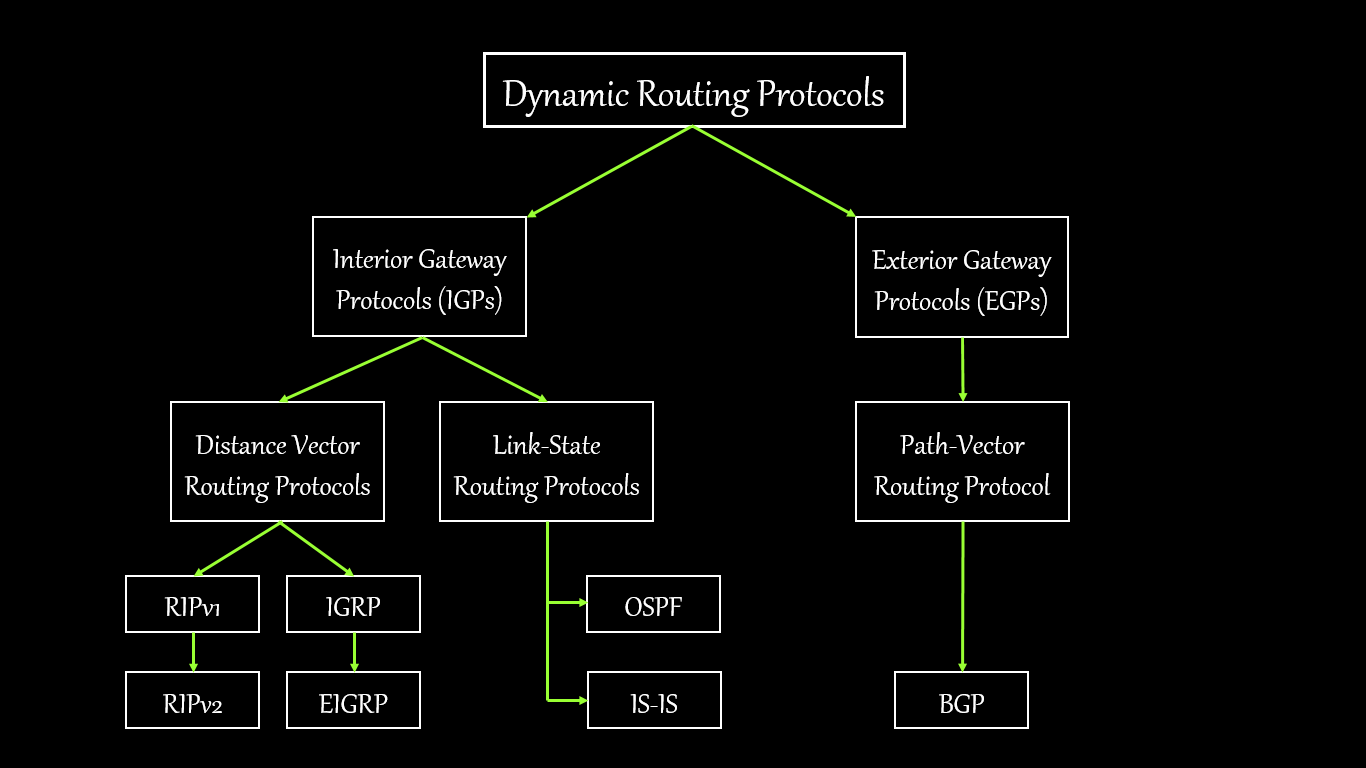 Dynamic Routing Protocols
Interior Gateway
Protocols (IGPs)
Exterior Gateway
Protocols (EGPs)
Distance Vector
Routing Protocols
Link-State
Routing Protocols
Path-Vector
Routing Protocol
RIPv1
IGRP
OSPF
RIPv2
EIGRP
IS-IS
BGP